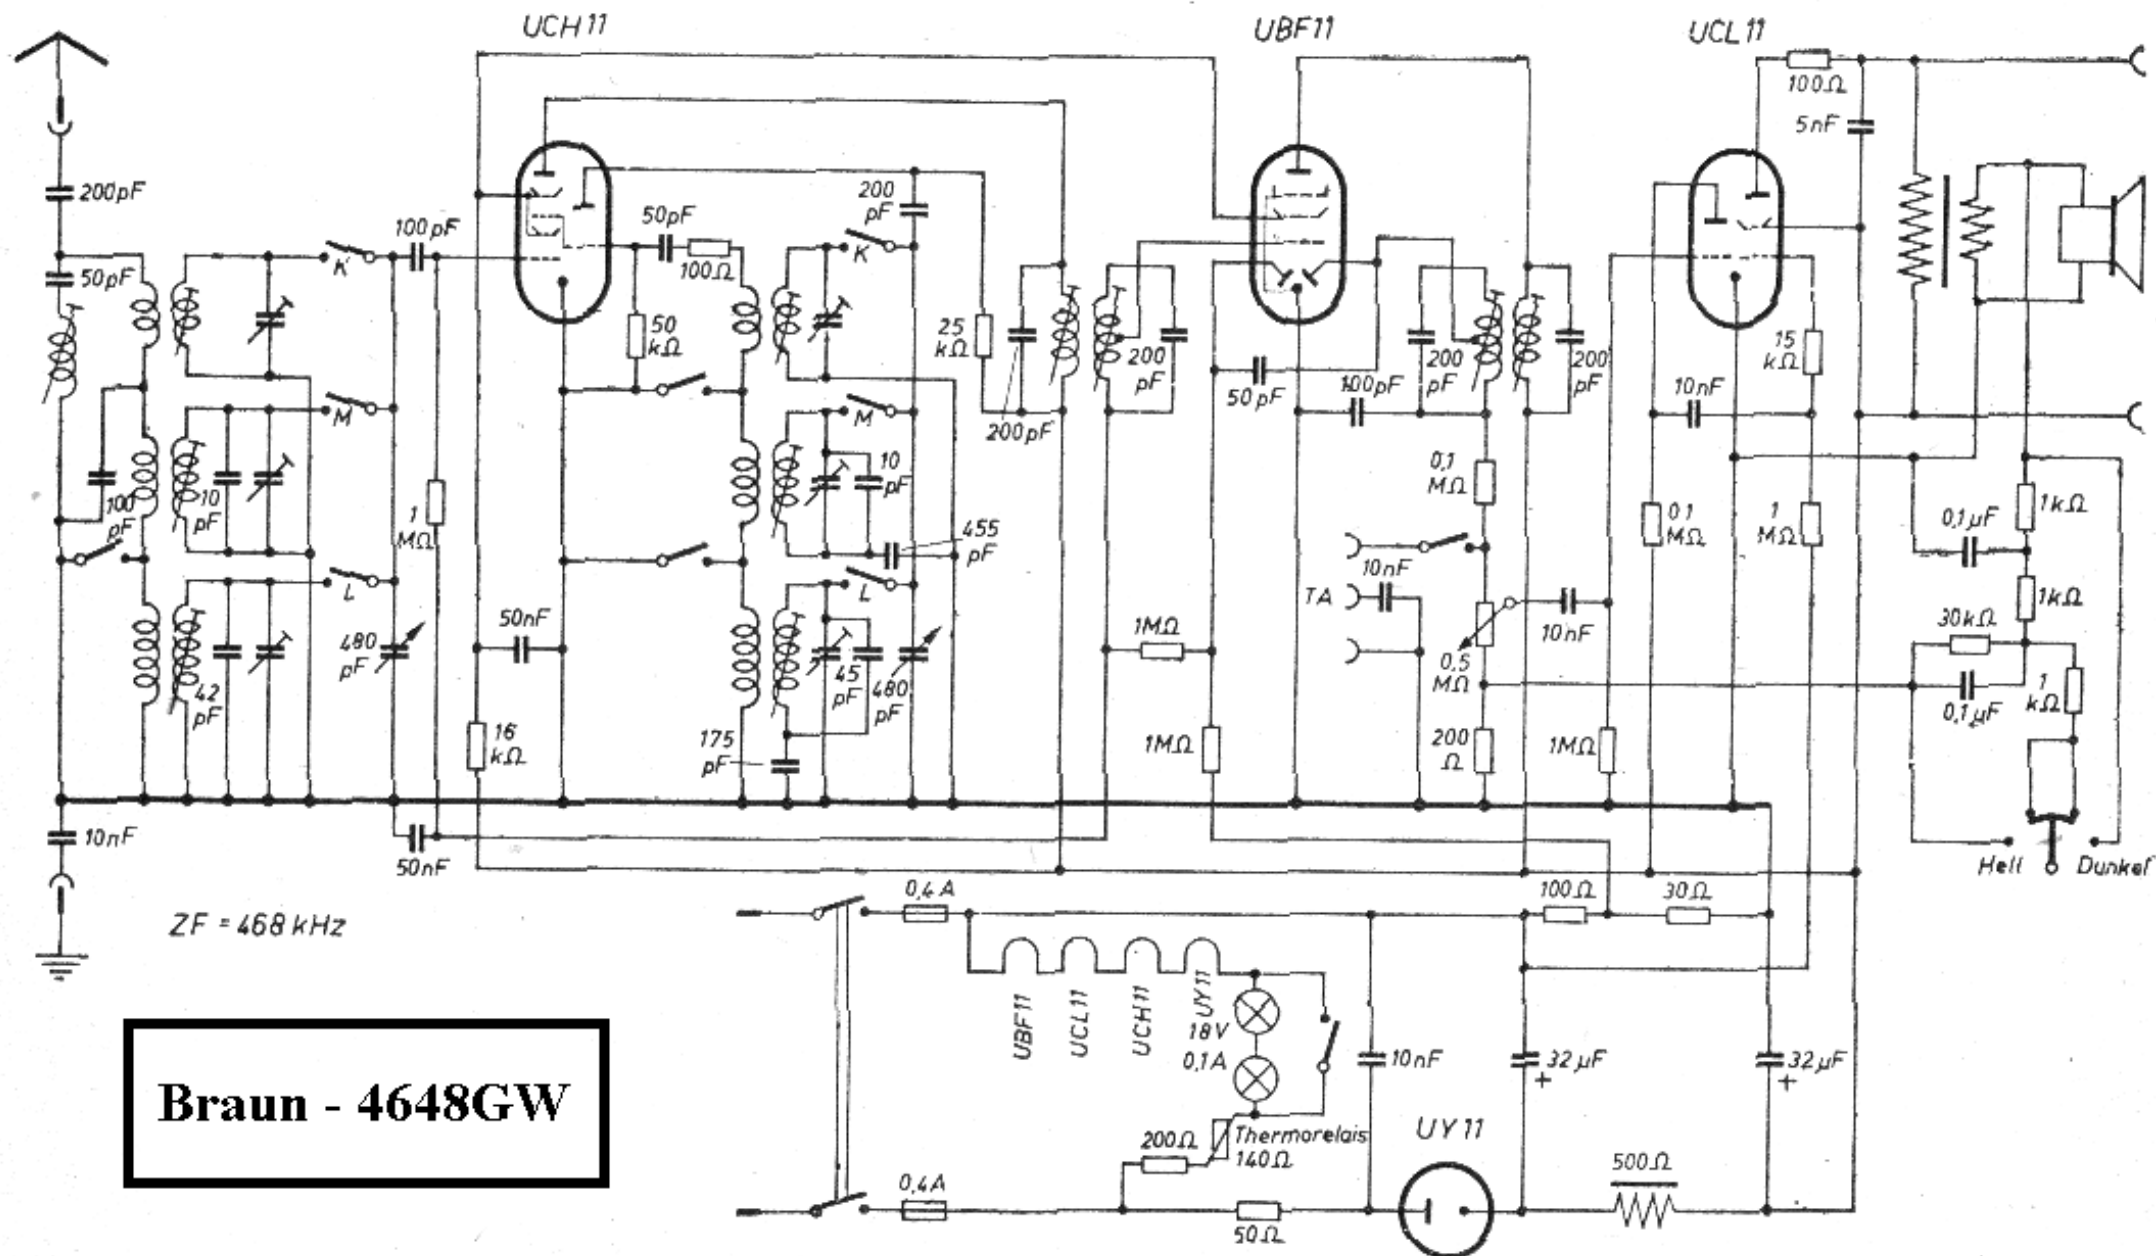 UCH11
UBF11
UCL11
200pF
50pF
100
pF
10
pF
42
pF
K
M
L
100pF
1
MΩ
480
pF
50nF
10nF
ZF = 468 kHz
50pF
100Ω
50
kΩ
50nF
16
kΩ
175
pF
200
pF
K
M
10
pF
455
pF
L
45
pF
480
pF
25
kΩ
200pF
200
pF
1MΩ
1MΩ
50pF
100pF
200
pF
200
pF
0,1
MΩ
TA
10nF
0,5
MΩ
10nF
200
Ω
1MΩ
100Ω
5nF
15
kΩ
10nF
0,1
MΩ
1
MΩ
0,1µF
1kΩ
1kΩ
30kΩ
0,1µF
1
kΩ
Hell
Dunkel
0,4A
100Ω
30Ω
UBF11
UCL11
UCH11
UY11
18V
0,1A
10nF
32µF
+
32µF
+
Thermorelais
140Ω
200Ω
UY11
500Ω
0,4A
50Ω
Braun - 4648GW